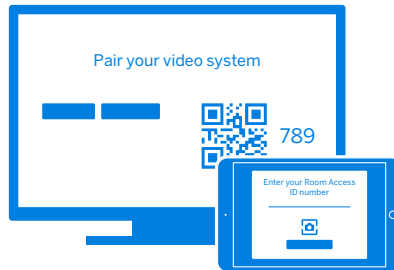 Pair your video system
789
Enter your Room Access
ID number